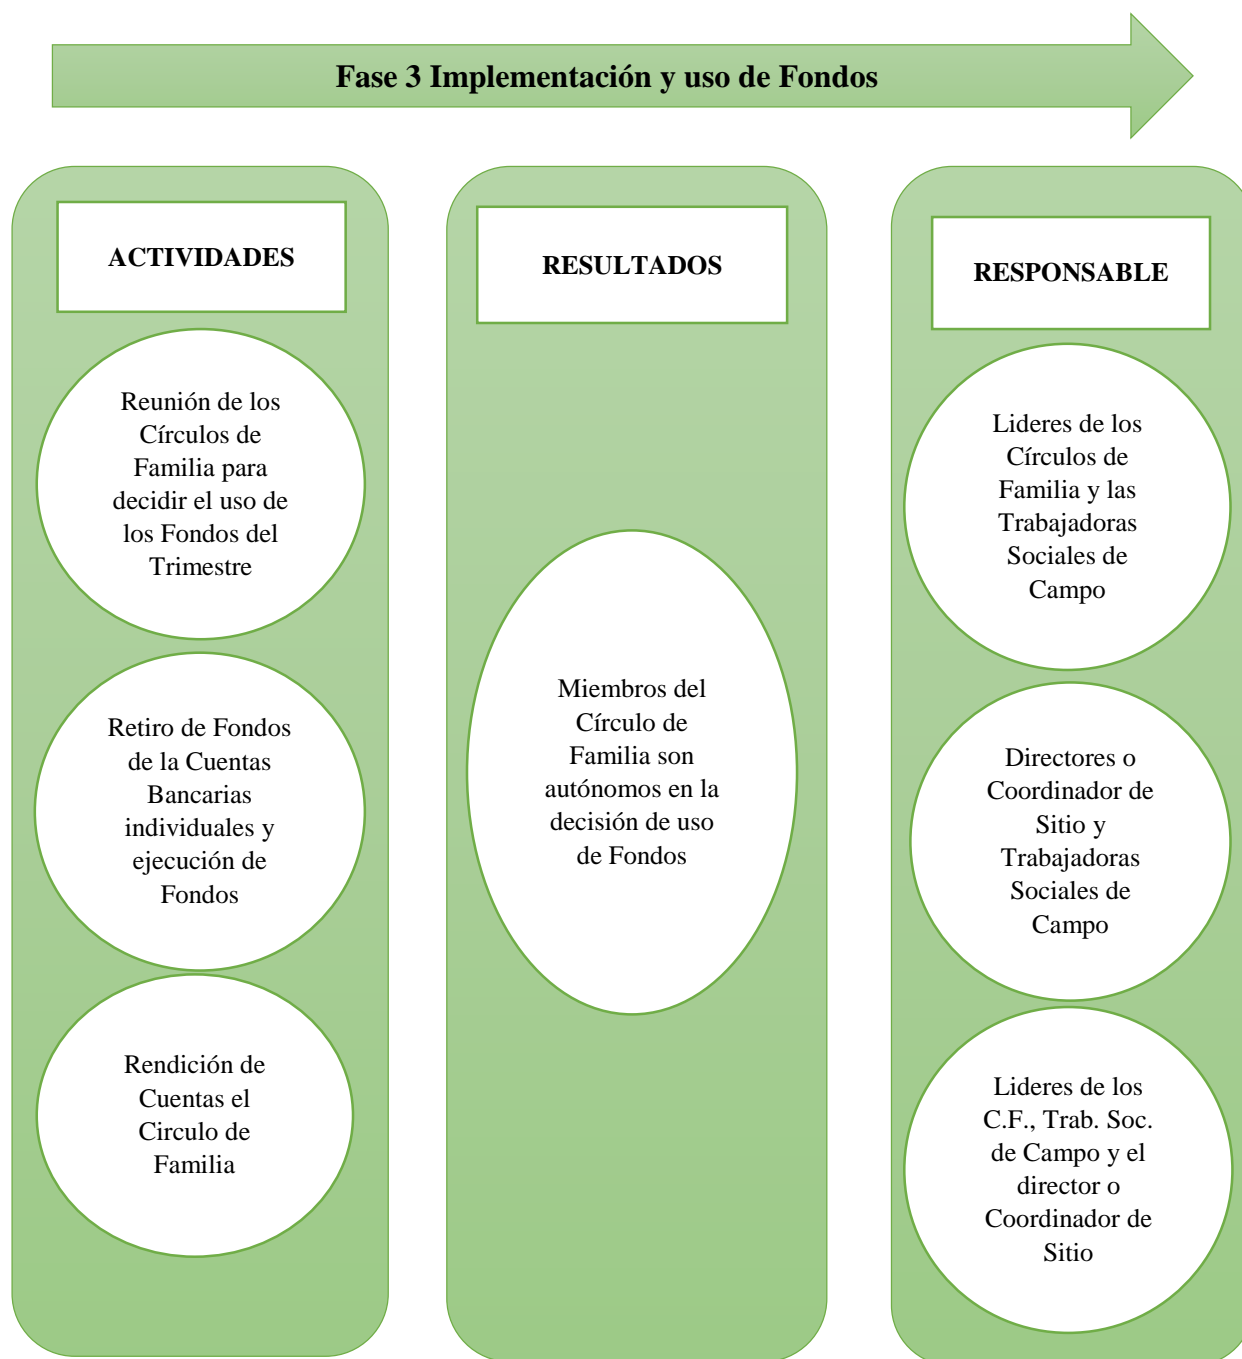 Fase 3 Implementación y uso de Fondos
ACTIVIDADES
Reunión de los
Círculos de
Familia para
decidir el uso de
los Fondos del
Trimestre
Retiro de Fondos
de la Cuentas
Bancarias
individuales y
ejecución de
Fondos
Rendición de
Cuentas el
Circulo de
Familia
RESULTADOS
Miembros del
Círculo de
Familia son
autónomos en la
decisión de uso
de Fondos
RESPONSABLE
Lideres de los
Círculos de
Familia y las
Trabajadoras
Sociales de
Campo
Directores o
Coordinador de
Sitio y
Trabajadoras
Sociales de
Campo
Lideres de los
C.F., Trab. Soc.
de Campo y el
director o
Coordinador de
Sitio